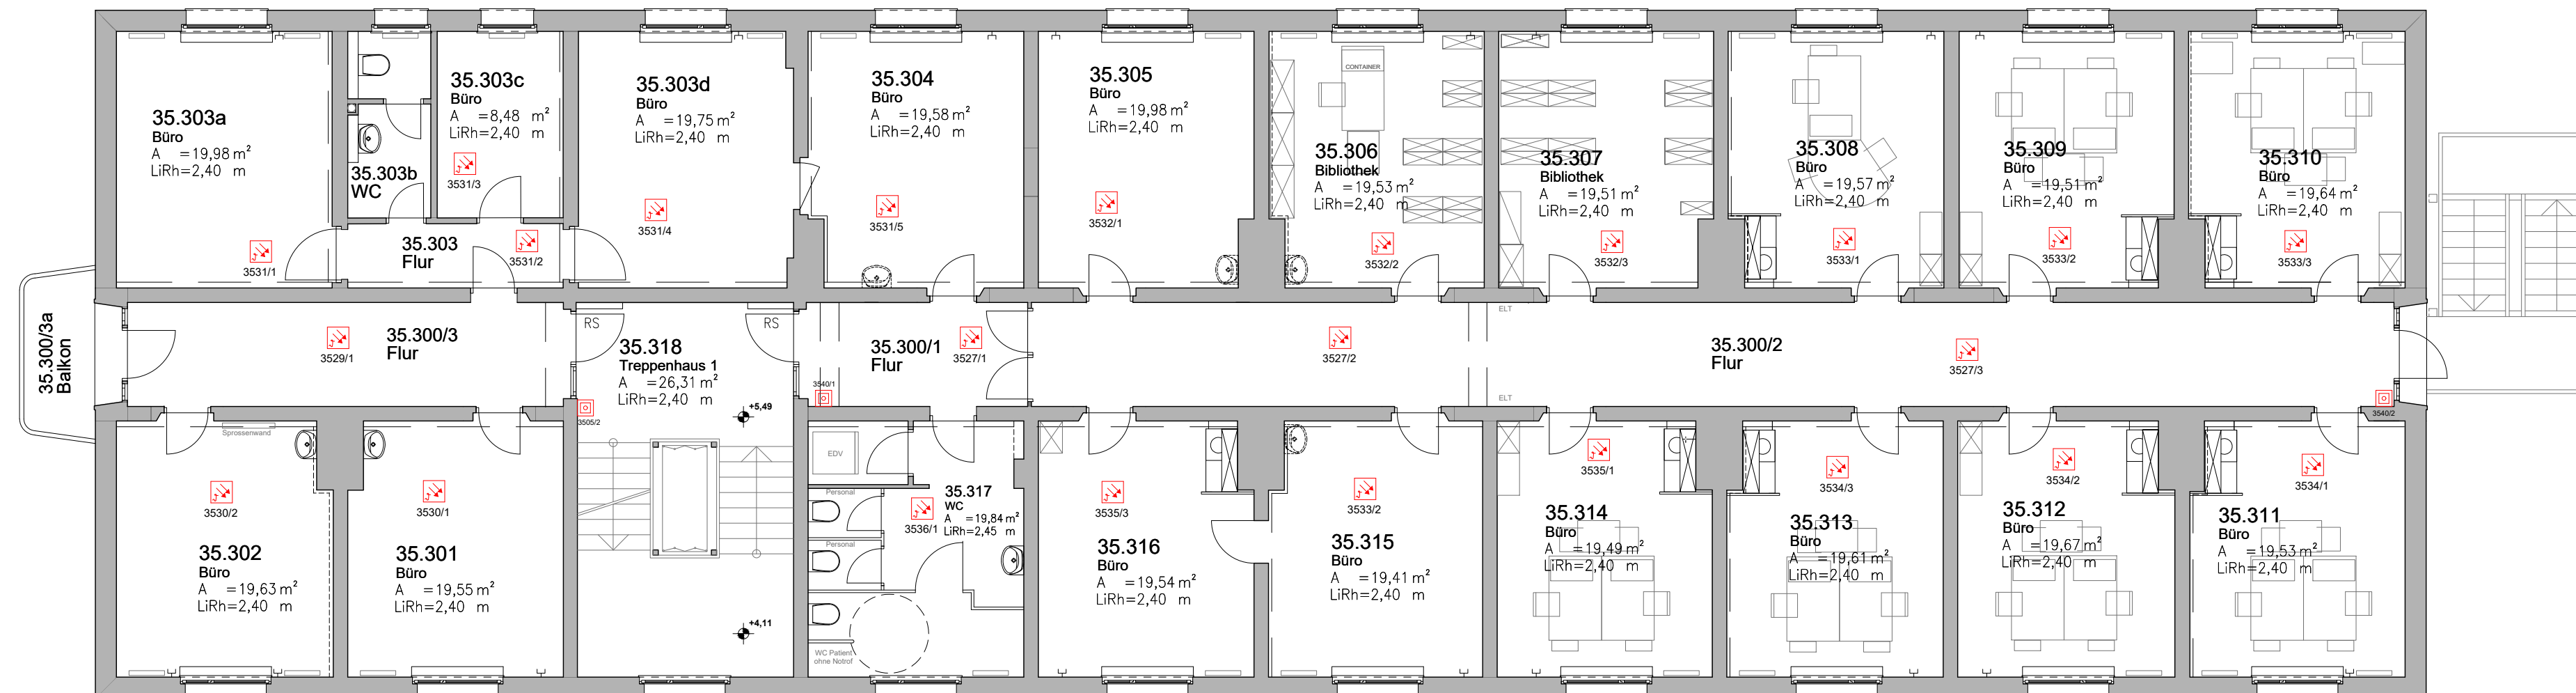 35.303a
Büro
A =19,98 m²
LiRh=2,40 m
3531/1
35.303b
WC
35.303c
Büro
A =8,48 m²
LiRh=2,40 m
3531/3
35.303
Flur
3531/2
35.303d
Büro
A =19,75 m²
LiRh=2,40 m
3531/4
35.304
Büro
A =19,58 m²
LiRh=2,40 m
3531/5
35.305
Büro
A =19,98 m²
LiRh=2,40 m
3532/1
CONTAINER
35.306
Bibliothek
A =19,53 m²
LiRh=2,40 m
3532/2
35.307
Bibliothek
A =19,51 m²
LiRh=2,40 m
3532/3
35.308
Büro
A =19,57 m²
LiRh=2,40 m
3533/1
35.309
Büro
A =19,51 m²
LiRh=2,40 m
3533/2
35.310
Büro
A =19,64 m²
LiRh=2,40 m
3533/3
35.300/3a
Balkon
3529/1
35.300/3
Flur
RS
RS
35.318
Treppenhaus 1
A =26,31 m²
LiRh=2,40 m
3505/2
+5,49
+4,11
35.300/1
Flur
3527/1
3540/1
3527/2
ELT
ELT
35.300/2
Flur
3527/3
3540/2
Sprossenwand
3530/2
35.302
Büro
A =19,63 m²
LiRh=2,40 m
3530/1
35.301
Büro
A =19,55 m²
LiRh=2,40 m
EDV
Personal
Personal
WC Patient
ohne Notrof
3536/1
35.317
WC
A =19,84 m²
LiRh=2,45 m
3535/3
35.316
Büro
A =19,54 m²
LiRh=2,40 m
3533/2
35.315
Büro
A =19,41 m²
LiRh=2,40 m
3535/1
35.314
Büro
A =19,49 m²
LiRh=2,40 m
3534/3
35.313
Büro
A =19,61 m²
LiRh=2,40 m
3534/2
35.312
Büro
A =19,67 m²
LiRh=2,40 m
3534/1
35.311
Büro
A =19,53 m²
LiRh=2,40 m